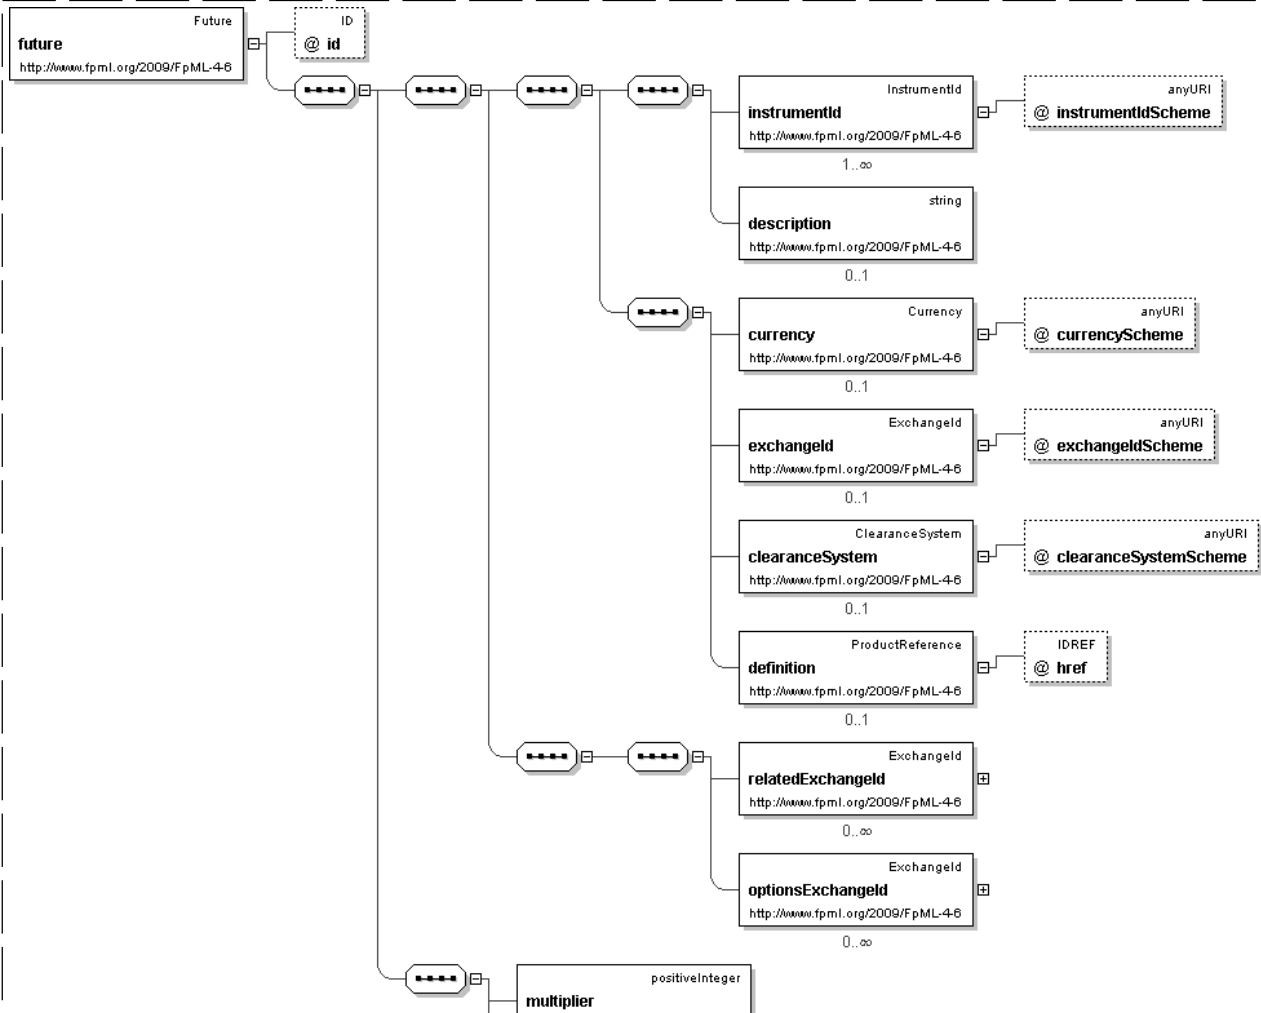 Future
future
http://www.fpml.org/2009/FpML-4-6
ID
@ id
InstrumentId
instrumentId
http://www.fpml.org/2009/FpML-4-6
1..∞
anyURI
@ instrumentIdScheme
string
description
http://www.fpml.org/2009/FpML-4-6
0..1
Currency
currency
http://www.fpml.org/2009/FpML-4-6
0..1
anyURI
@ currencyScheme
ExchangeId
exchangeId
http://www.fpml.org/2009/FpML-4-6
0..1
anyURI
@ exchangeIdScheme
ClearanceSystem
clearanceSystem
http://www.fpml.org/2009/FpML-4-6
0..1
anyURI
@ clearanceSystemScheme
ProductReference
definition
http://www.fpml.org/2009/FpML-4-6
0..1
IDREF
@ href
ExchangeId
relatedExchangeId
http://www.fpml.org/2009/FpML-4-6
0..∞
ExchangeId
optionsExchangeId
http://www.fpml.org/2009/FpML-4-6
0..∞
positiveInteger
multiplier